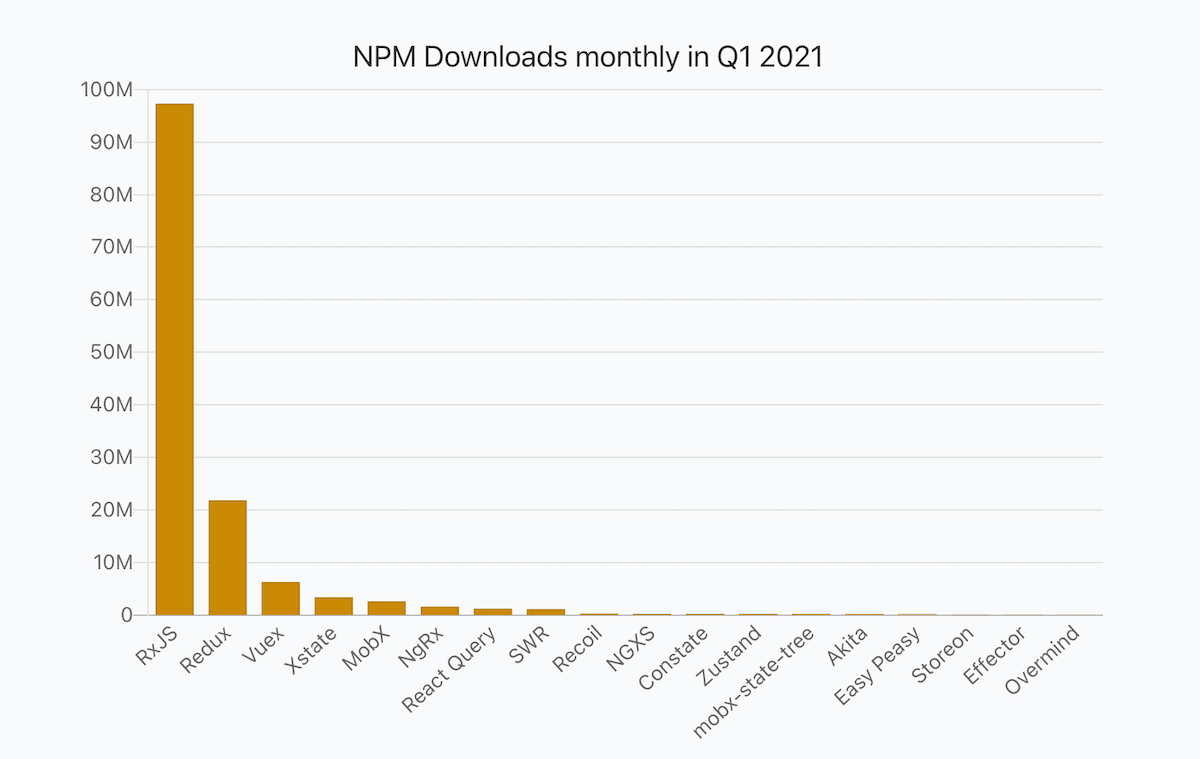 NPM Downloads monthly in Q1 2021
100M
90M
80M
70M
60M
50M
40M
30M
20M
10M
0
RxJS
Redux
Vuex
Xstate
MobX
NgRx
React Query
SWR
Recoil
NGXS
Constate
Zustand
mobx-state-tree
Akita
Easy Peasy
Storeon
Effector
Overmind